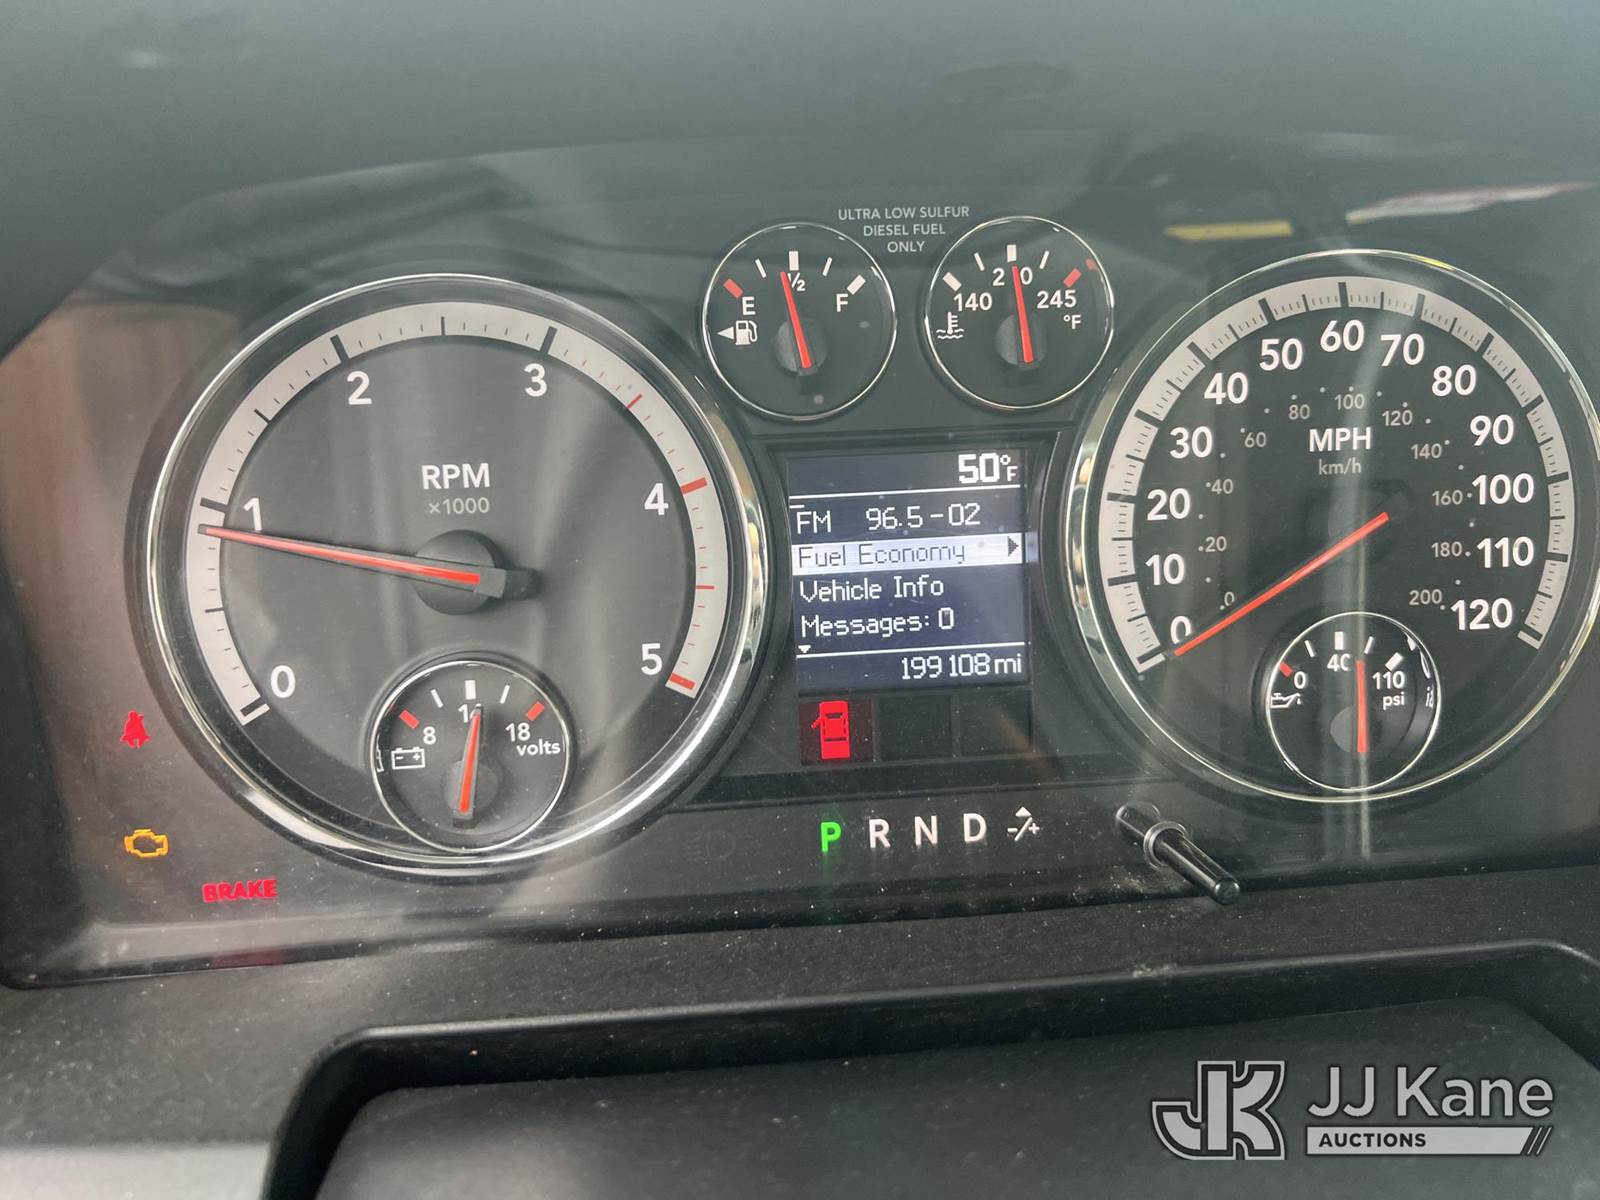 ULTRA LOW SULFUR
DIESEL FUEL
ONLY
E ½ F
140 245
°F
0 1 2 3 4 5
RPM
×1000
8 14 18
volts
50°F
FM 96.5-02
Fuel Economy
Vehicle Info
Messages: 0
199108mi
0 10 20 30 40 50 60 70 80 90 100 110 120
MPH
km/h
0 20 40 60 80 100 120 140 160 180 200
0 40 110
psi
P R N D -/+
BRAKE
JK JJ Kane
AUCTIONS